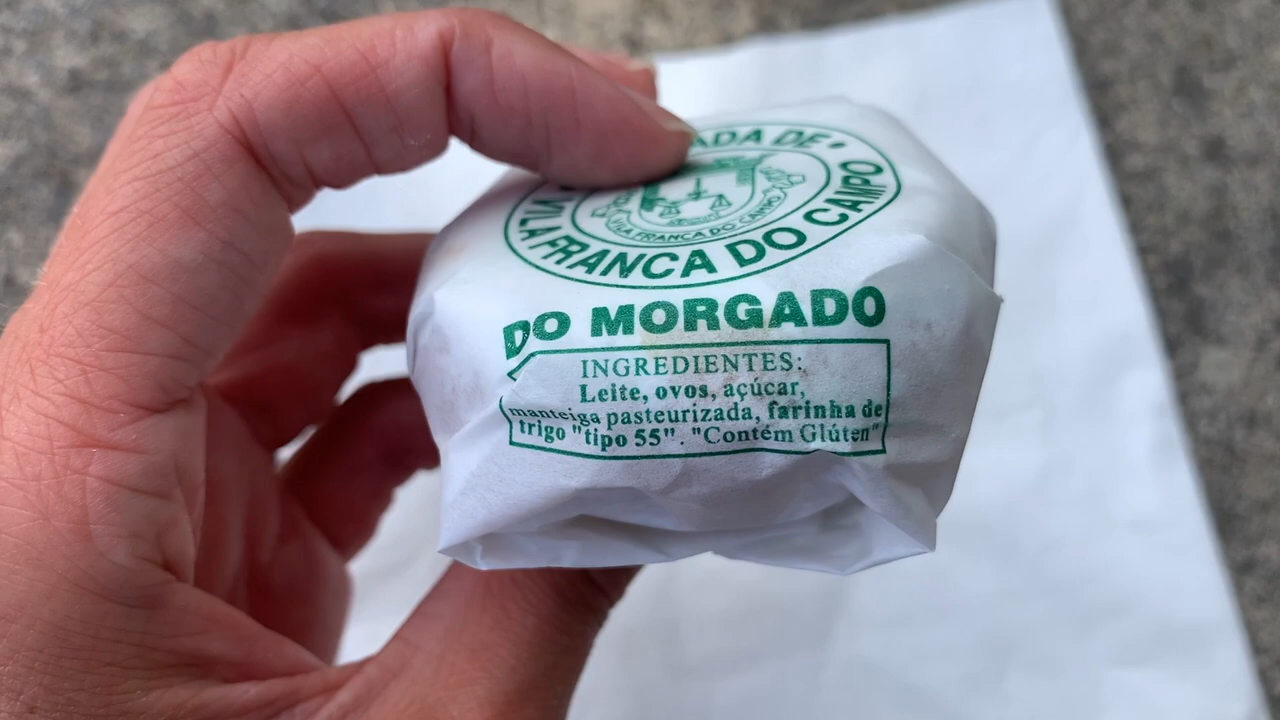 DE •
VILA FRANCA DO CAMPO
VILA FRANCA DO CAMPO
DO MORGADO
INGREDIENTES:
Leite, ovos, açúcar,
manteiga pasteurizada, farinha de
trigo "tipo 55". "Contém Glúten"